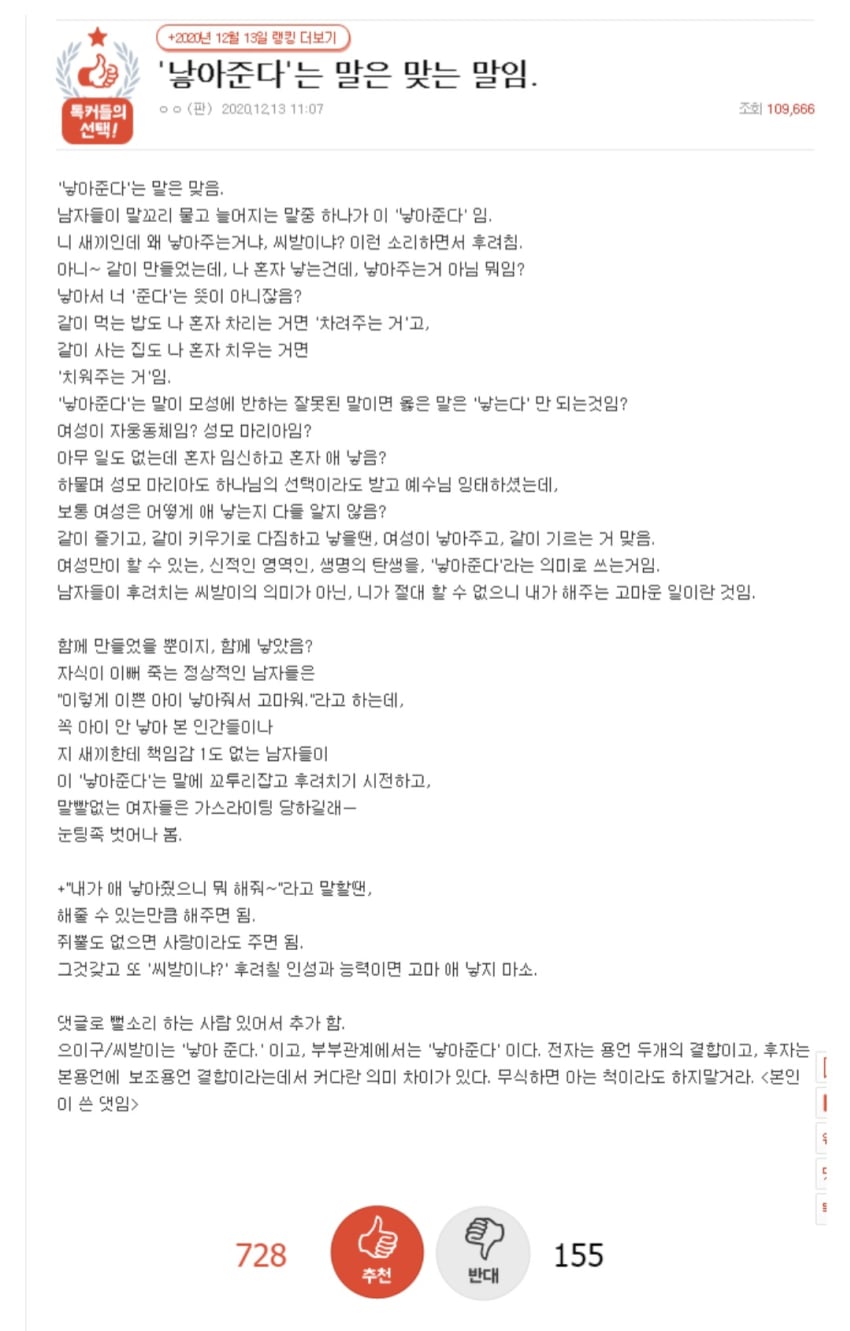 +2020년 12월 13일 랭킹 더보기
톡커들의
선택!
'낳아준다'는 말은 맞는 말임.
ㅇㅇ (판) 2020.12.13 11:07
조회 109,666
'낳아준다'는 말은 맞음.
남자들이 말꼬리 물고 늘어지는 말중 하나가 이 '낳아준다' 임.
니 새끼인데 왜 낳아주는거냐, 씨받이냐? 이런 소리하면서 후려침.
아니~ 같이 만들었는데, 나 혼자 낳는건데, 낳아주는거 아님 뭐임?
낳아서 너 '준다'는 뜻이 아니잖음?
같이 먹는 밥도 나 혼자 차리는 거면 '차려주는 거'고,
같이 사는 집도 나 혼자 치우는 거면
'치워주는 거'임.
'낳아준다'는 말이 모성에 반하는 잘못된 말이면 옳은 말은 '낳는다' 만 되는것임?
여성이 자웅동체임? 성모 마리아임?
아무 일도 없는데 혼자 임신하고 혼자 애 낳음?
하물며 성모 마리아도 하나님의 선택이라도 받고 예수님 잉태하셨는데,
보통 여성은 어떻게 애 낳는지 다들 알지 않음?
같이 즐기고, 같이 키우기로 다짐하고 낳을땐, 여성이 낳아주고, 같이 기르는 거 맞음.
여성만이 할 수 있는, 신적인 영역인, 생명의 탄생을, '낳아준다'라는 의미로 쓰는거임.
남자들이 후려치는 씨받이의 의미가 아닌, 니가 절대 할 수 없으니 내가 해주는 고마운 일이란 것임.
함께 만들었을 뿐이지, 함께 낳았음?
자식이 이뻐 죽는 정상적인 남자들은
"이렇게 이쁜 아이 낳아줘서 고마워."라고 하는데,
꼭 아이 안 낳아 본 인간들이나
지 새끼한테 책임감 1도 없는 남자들이
이 '낳아준다'는 말에 꼬투리잡고 후려치기 시전하고,
말빨없는 여자들은 가스라이팅 당하길래ㅡ
눈팅족 벗어나 봄.
+"내가 애 낳아줬으니 뭐 해줘~"라고 말할땐,
해줄 수 있는만큼 해주면 됨.
쥐뿔도 없으면 사랑이라도 주면 됨.
그것갖고 또 '씨받이냐?' 후려칠 인성과 능력이면 고마 애 낳지 마소.
댓글로 뻘소리 하는 사람 있어서 추가 함.
으이구/씨받이는 '낳아 준다.' 이고, 부부관계에서는 '낳아준다' 이다. 전자는 용언 두개의 결합이고, 후자는
본용언에 보조용언 결합이라는데서 커다란 의미 차이가 있다. 무식하면 아는 척이라도 하지말거라. <본인
이 쓴 댓임>
728
추천
반대
155